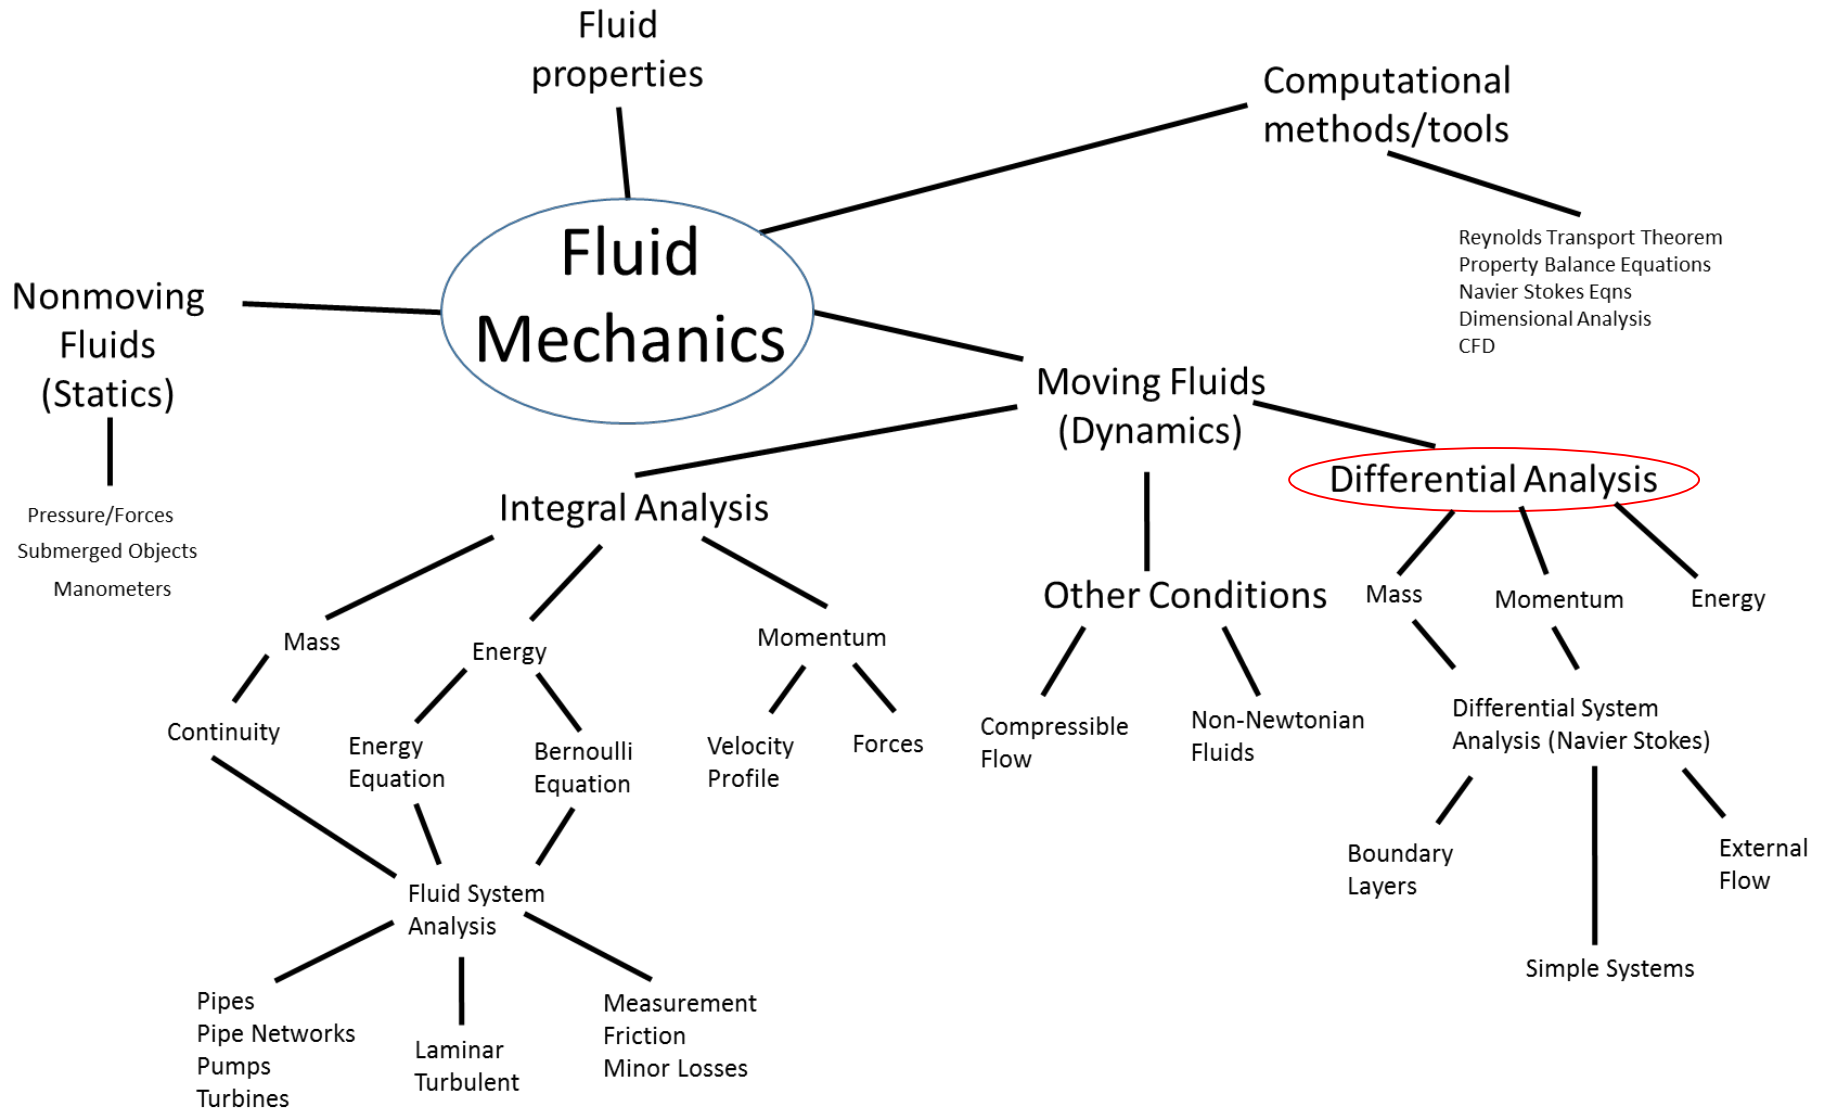 Fluid
properties
Computational
methods/tools
Fluid
Mechanics
Reynolds Transport Theorem
Property Balance Equations
Navier Stokes Eqns
Dimensional Analysis
CFD
Nonmoving
Fluids
(Statics)
Moving Fluids
(Dynamics)
Pressure/Forces
Submerged Objects
Manometers
Integral Analysis
Differential Analysis
Other Conditions
Mass
Momentum
Energy
Mass
Energy
Momentum
Continuity
Energy
Equation
Bernoulli
Equation
Velocity
Profile
Forces
Compressible
Flow
Non-Newtonian
Fluids
Differential System
Analysis (Navier Stokes)
Boundary
Layers
External
Flow
Simple Systems
Fluid System
Analysis
Pipes
Pipe Networks
Pumps
Turbines
Laminar
Turbulent
Measurement
Friction
Minor Losses